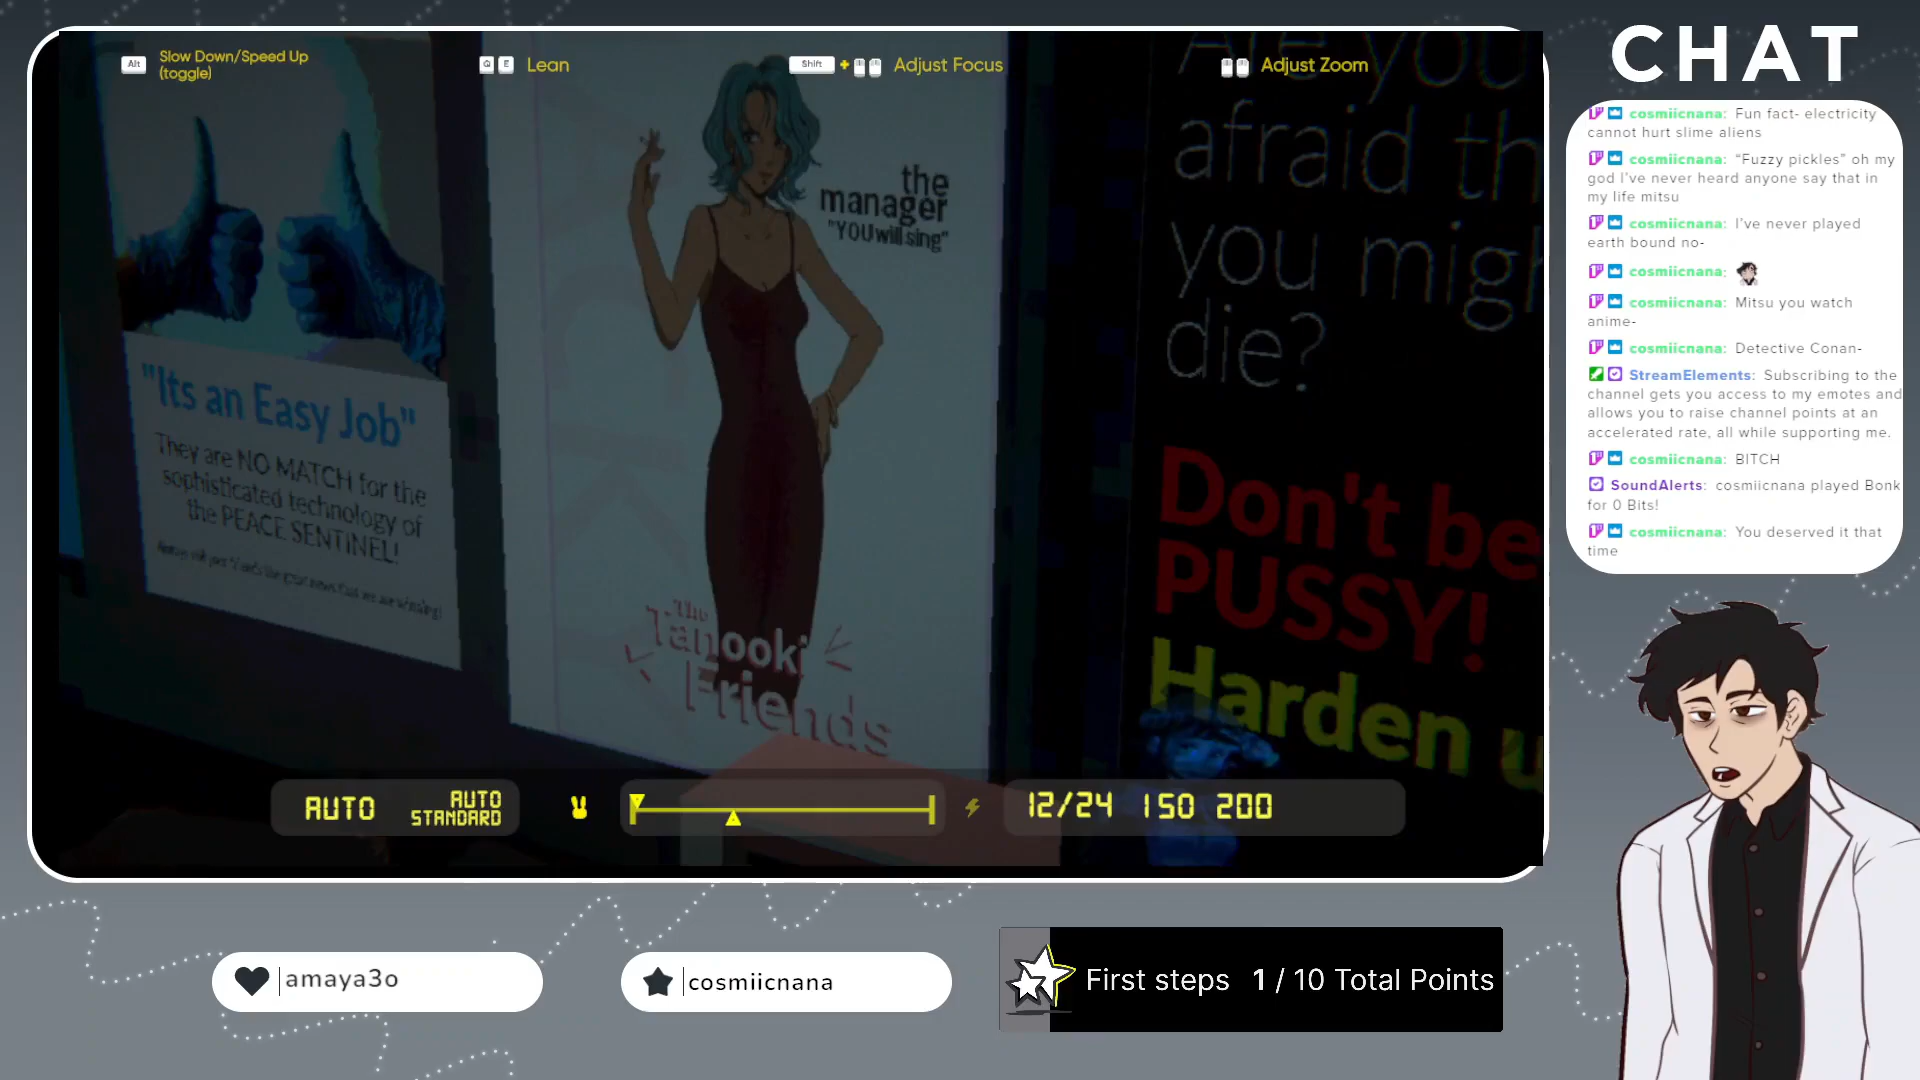 Alt
Slow Down/Speed Up
(toggle)
Q E Lean
Shift + Adjust Focus
Adjust Zoom
"Its an Easy Job"
They are NO MATCH for the
sophisticated technology of
the PEACE SENTINEL!
the
manager
"YOU will sing"
The
Tanooki
Friends
Are you
afraid th
you migh
die?
Don't be
PUSSY!
Harden u
AUTO
AUTO
STANDARD
12/24 150 200
CHAT
cosmiicnana: Fun fact- electricity
cannot hurt slime aliens
cosmiicnana: “Fuzzy pickles” oh my
god I’ve never heard anyone say that in
my life mitsu
cosmiicnana: I’ve never played
earth bound no-
cosmiicnana:
cosmiicnana: Mitsu you watch
anime-
cosmiicnana: Detective Conan-
StreamElements: Subscribing to the
channel gets you access to my emotes and
allows you to raise channel points at an
accelerated rate, all while supporting me.
cosmiicnana: BITCH
SoundAlerts: cosmiicnana played Bonk
for 0 Bits!
cosmiicnana: You deserved it that
time
amaya3o
cosmiicnana
First steps 1 / 10 Total Points